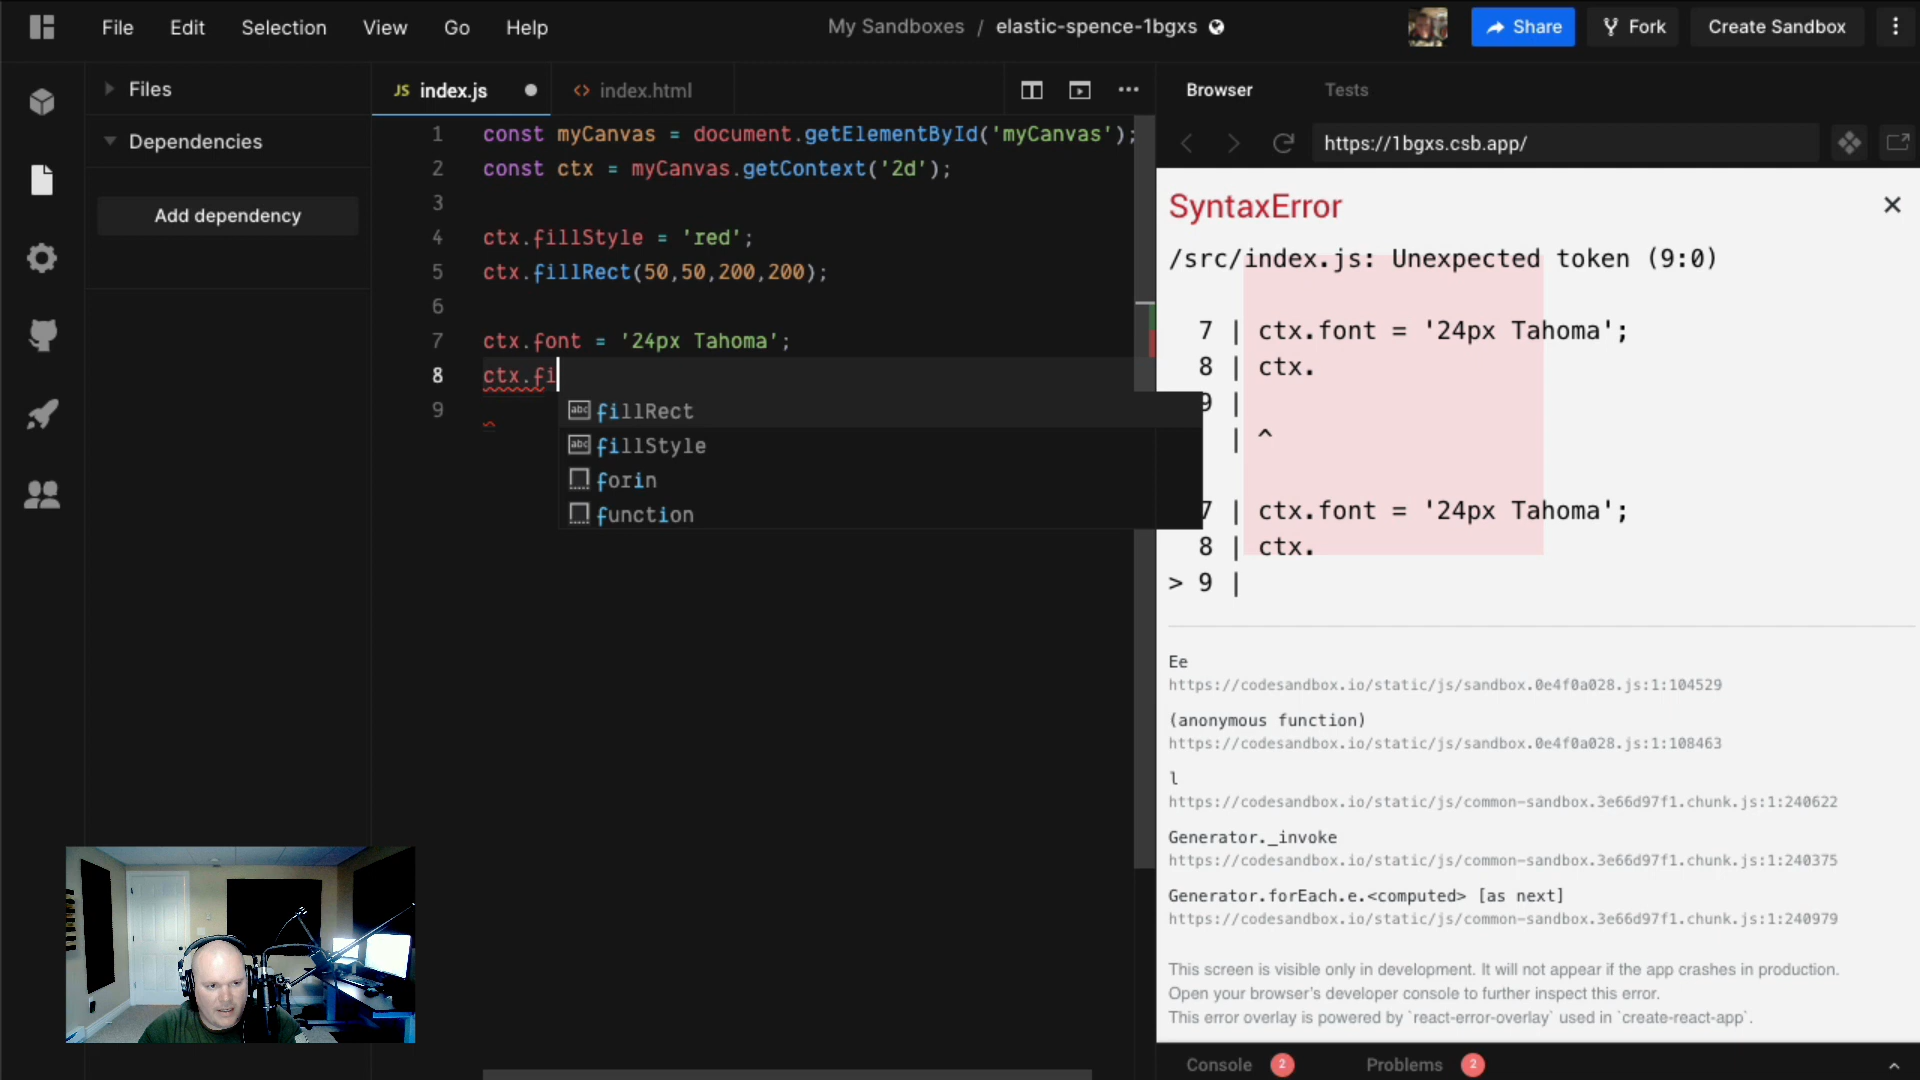 File Edit Selection View Go Help
My Sandboxes / elastic-spence-1bgxs
Share Fork Create Sandbox
Files
Dependencies
Add dependency
JS index.js
<> index.html
1 const myCanvas = document.getElementById('myCanvas');
2 const ctx = myCanvas.getContext('2d');
3
4 ctx.fillStyle = 'red';
5 ctx.fillRect(50,50,200,200);
6
7 ctx.font = '24px Tahoma';
8 ctx.fi
9
abc fillRect
abc fillStyle
forin
function
Browser Tests
https://1bgxs.csb.app/
SyntaxError
/src/index.js: Unexpected token (9:0)
7 | ctx.font = '24px Tahoma';
8 | ctx.
9 |
| ^
7 | ctx.font = '24px Tahoma';
8 | ctx.
> 9 |
Ee
https://codesandbox.io/static/js/sandbox.0e4f0a028.js:1:104529
(anonymous function)
https://codesandbox.io/static/js/sandbox.0e4f0a028.js:1:108463
l
https://codesandbox.io/static/js/common-sandbox.3e66d97f1.chunk.js:1:240622
Generator._invoke
https://codesandbox.io/static/js/common-sandbox.3e66d97f1.chunk.js:1:240375
Generator.forEach.e.<computed> [as next]
https://codesandbox.io/static/js/common-sandbox.3e66d97f1.chunk.js:1:240979
This screen is visible only in development. It will not appear if the app crashes in production.
Open your browser's developer console to further inspect this error.
This error overlay is powered by `react-error-overlay` used in `create-react-app`.
Console 2 Problems 2